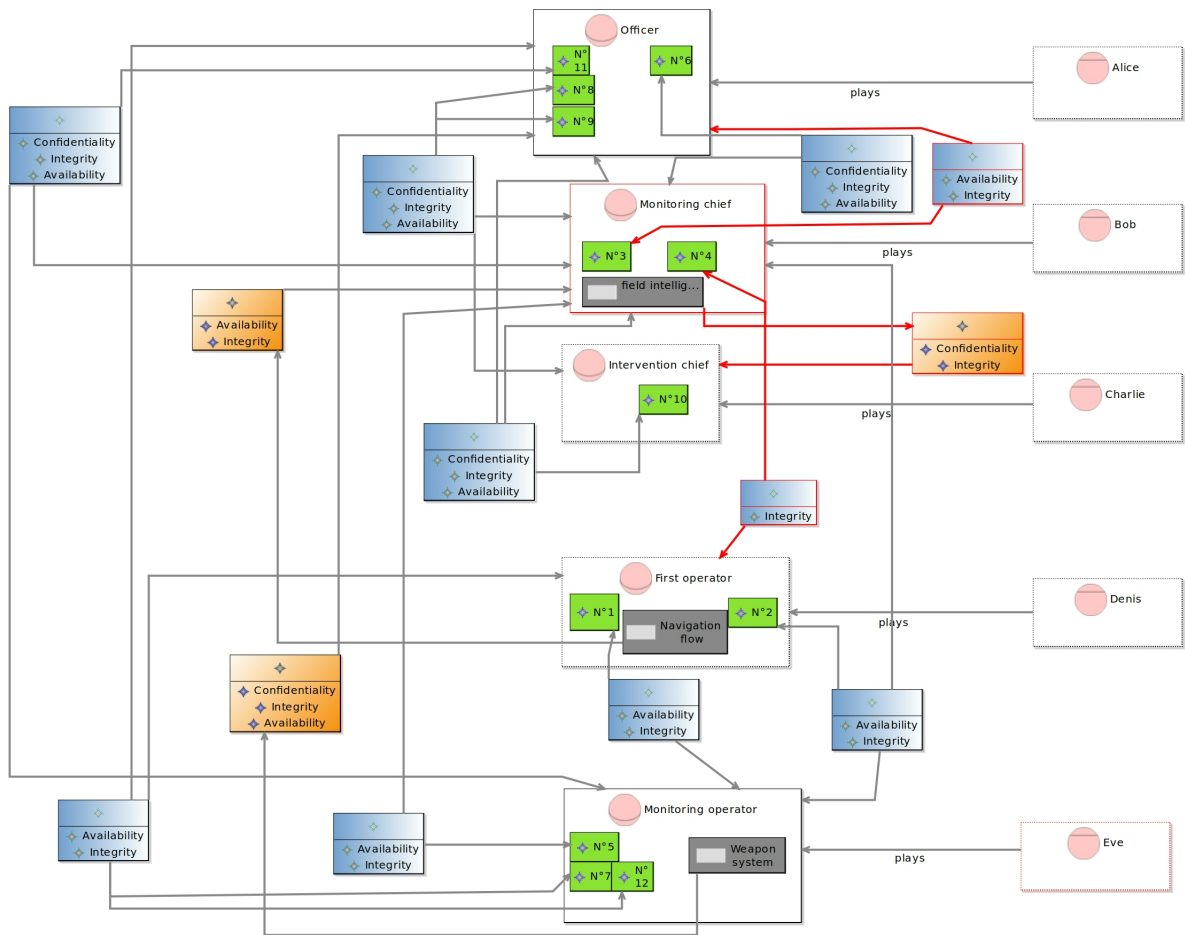 Officer
N°
11
N°6
N°8
N°9
Alice
plays
Confidentiality
Integrity
Availability
Confidentiality
Integrity
Availability
Confidentiality
Integrity
Availability
Availability
Integrity
Monitoring chief
N°3
N°4
field intellig...
Bob
plays
Availability
Integrity
Confidentiality
Integrity
Intervention chief
N°10
Charlie
plays
Confidentiality
Integrity
Availability
Integrity
First operator
N°1
N°2
Navigation
flow
Denis
plays
Confidentiality
Integrity
Availability
Availability
Integrity
Availability
Integrity
Monitoring operator
N°5
N°7
N°
12
Weapon
system
Availability
Integrity
Availability
Integrity
Eve
plays